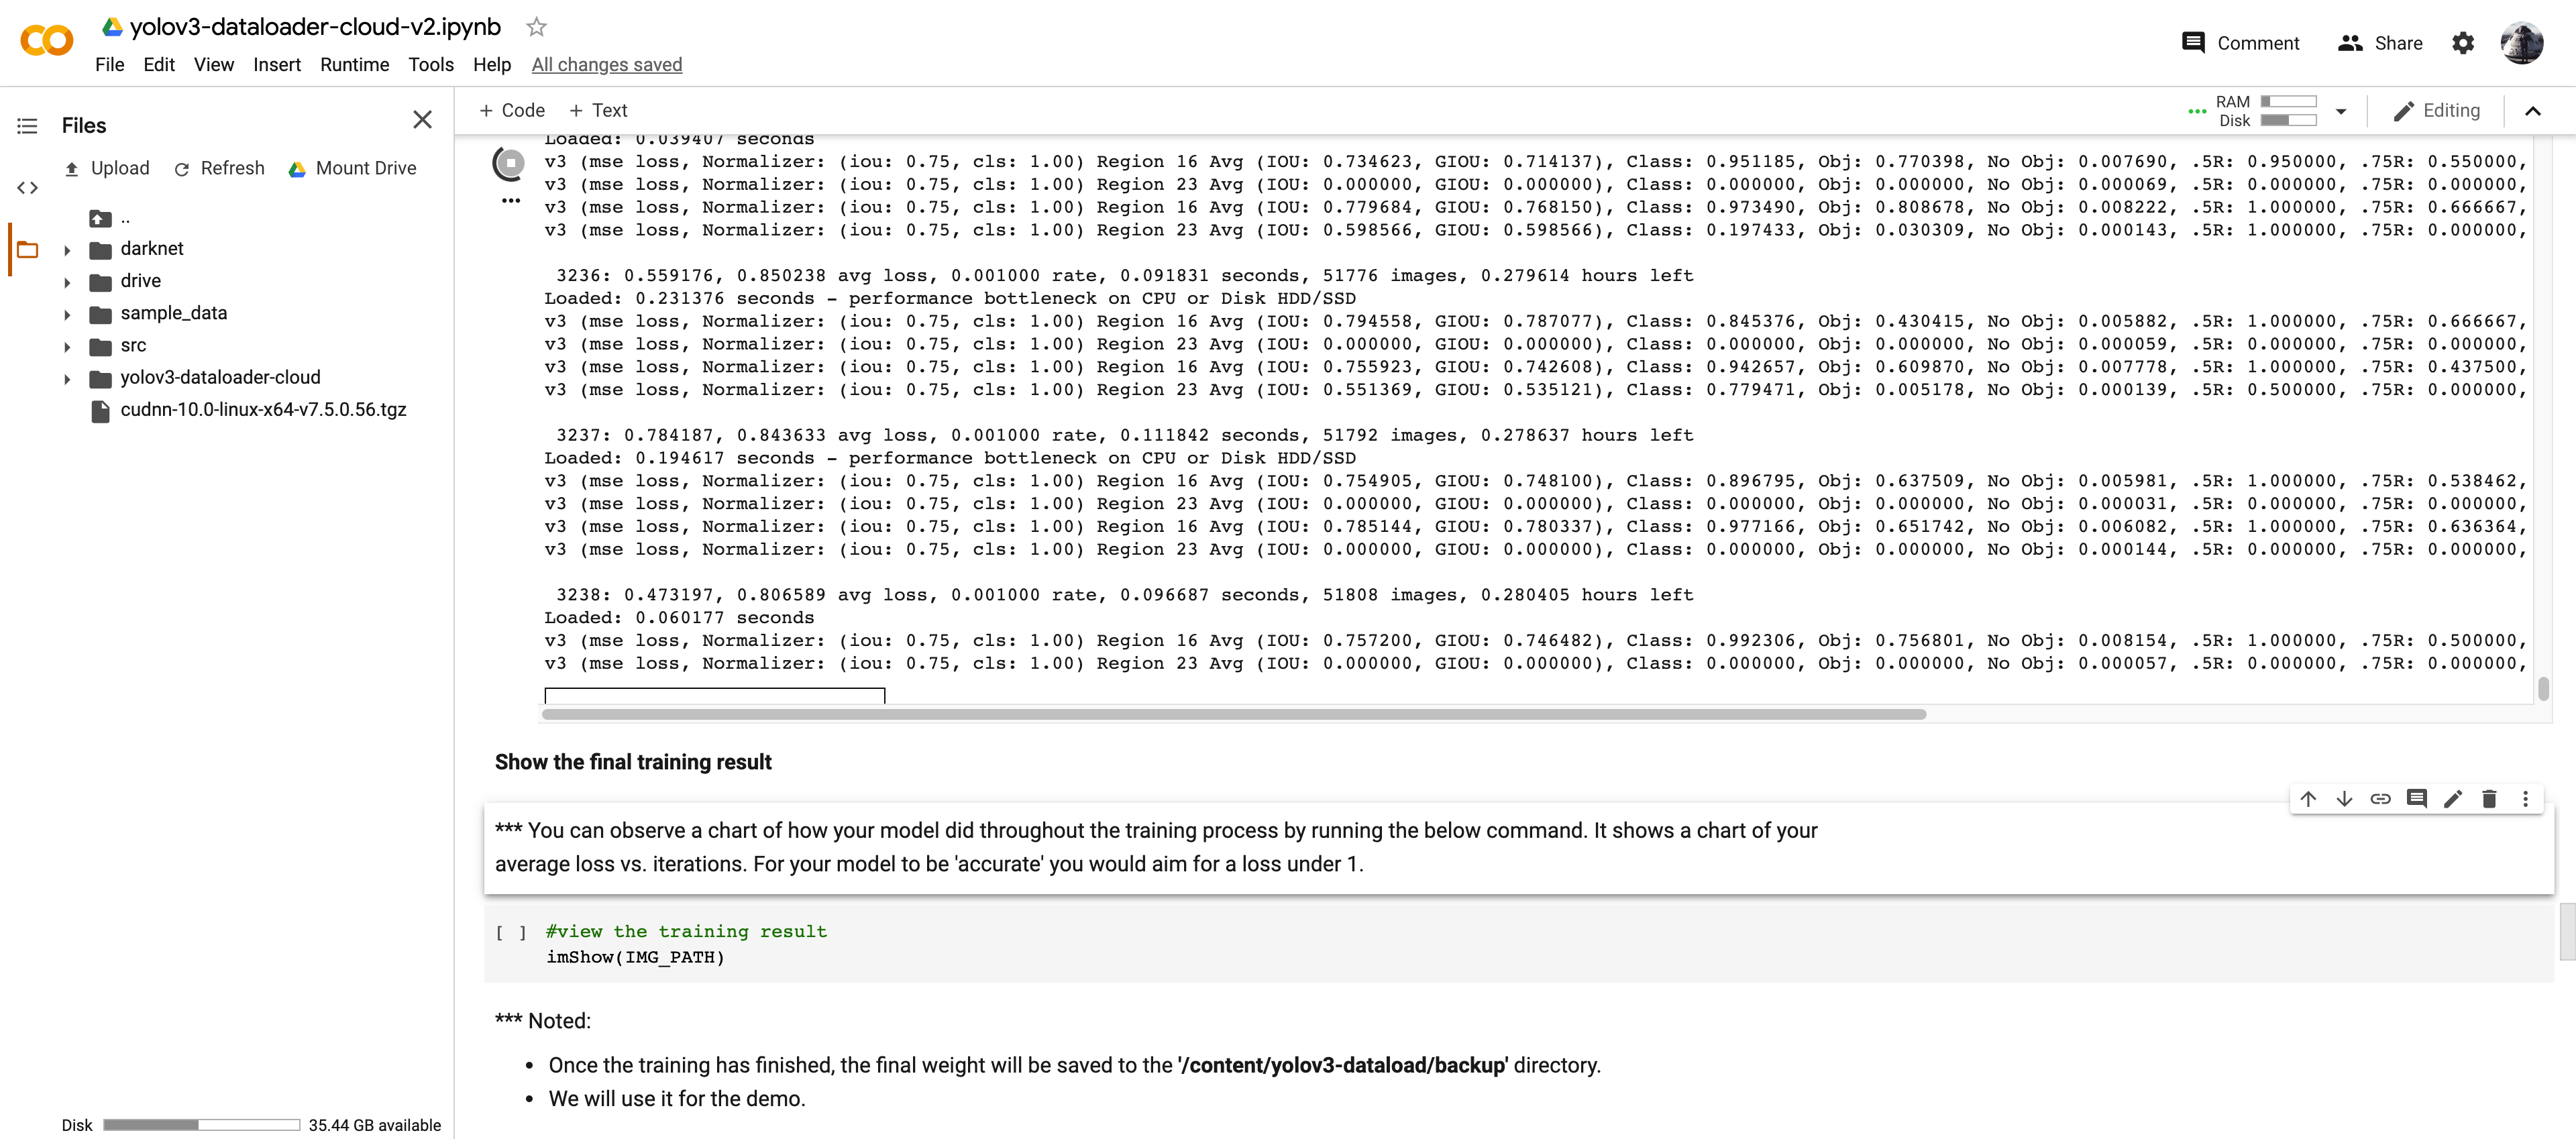 yolov3-dataloader-cloud-v2.ipynb
File Edit View Insert Runtime Tools Help All changes saved
Comment Share
Files
Upload Refresh Mount Drive
..
darknet
drive
sample_data
src
yolov3-dataloader-cloud
cudnn-10.0-linux-x64-v7.5.0.56.tgz
Disk 35.44 GB available
+ Code + Text
RAM
Disk
Editing
Loaded: 0.039407 seconds
v3 (mse loss, Normalizer: (iou: 0.75, cls: 1.00) Region 16 Avg (IOU: 0.734623, GIOU: 0.714137), Class: 0.951185, Obj: 0.770398, No Obj: 0.007690, .5R: 0.950000, .75R: 0.550000,
v3 (mse loss, Normalizer: (iou: 0.75, cls: 1.00) Region 23 Avg (IOU: 0.000000, GIOU: 0.000000), Class: 0.000000, Obj: 0.000000, No Obj: 0.000069, .5R: 0.000000, .75R: 0.000000,
v3 (mse loss, Normalizer: (iou: 0.75, cls: 1.00) Region 16 Avg (IOU: 0.779684, GIOU: 0.768150), Class: 0.973490, Obj: 0.808678, No Obj: 0.008222, .5R: 1.000000, .75R: 0.666667,
v3 (mse loss, Normalizer: (iou: 0.75, cls: 1.00) Region 23 Avg (IOU: 0.598566, GIOU: 0.598566), Class: 0.197433, Obj: 0.030309, No Obj: 0.000143, .5R: 1.000000, .75R: 0.000000,
3236: 0.559176, 0.850238 avg loss, 0.001000 rate, 0.091831 seconds, 51776 images, 0.279614 hours left
Loaded: 0.231376 seconds - performance bottleneck on CPU or Disk HDD/SSD
v3 (mse loss, Normalizer: (iou: 0.75, cls: 1.00) Region 16 Avg (IOU: 0.794558, GIOU: 0.787077), Class: 0.845376, Obj: 0.430415, No Obj: 0.005882, .5R: 1.000000, .75R: 0.666667,
v3 (mse loss, Normalizer: (iou: 0.75, cls: 1.00) Region 23 Avg (IOU: 0.000000, GIOU: 0.000000), Class: 0.000000, Obj: 0.000000, No Obj: 0.000059, .5R: 0.000000, .75R: 0.000000,
v3 (mse loss, Normalizer: (iou: 0.75, cls: 1.00) Region 16 Avg (IOU: 0.755923, GIOU: 0.742608), Class: 0.942657, Obj: 0.609870, No Obj: 0.007778, .5R: 1.000000, .75R: 0.437500,
v3 (mse loss, Normalizer: (iou: 0.75, cls: 1.00) Region 23 Avg (IOU: 0.551369, GIOU: 0.535121), Class: 0.779471, Obj: 0.005178, No Obj: 0.000139, .5R: 0.500000, .75R: 0.000000,
3237: 0.784187, 0.843633 avg loss, 0.001000 rate, 0.111842 seconds, 51792 images, 0.278637 hours left
Loaded: 0.194617 seconds - performance bottleneck on CPU or Disk HDD/SSD
v3 (mse loss, Normalizer: (iou: 0.75, cls: 1.00) Region 16 Avg (IOU: 0.754905, GIOU: 0.748100), Class: 0.896795, Obj: 0.637509, No Obj: 0.005981, .5R: 1.000000, .75R: 0.538462,
v3 (mse loss, Normalizer: (iou: 0.75, cls: 1.00) Region 23 Avg (IOU: 0.000000, GIOU: 0.000000), Class: 0.000000, Obj: 0.000000, No Obj: 0.000031, .5R: 0.000000, .75R: 0.000000,
v3 (mse loss, Normalizer: (iou: 0.75, cls: 1.00) Region 16 Avg (IOU: 0.785144, GIOU: 0.780337), Class: 0.977166, Obj: 0.651742, No Obj: 0.006082, .5R: 1.000000, .75R: 0.636364,
v3 (mse loss, Normalizer: (iou: 0.75, cls: 1.00) Region 23 Avg (IOU: 0.000000, GIOU: 0.000000), Class: 0.000000, Obj: 0.000000, No Obj: 0.000144, .5R: 0.000000, .75R: 0.000000,
3238: 0.473197, 0.806589 avg loss, 0.001000 rate, 0.096687 seconds, 51808 images, 0.280405 hours left
Loaded: 0.060177 seconds
v3 (mse loss, Normalizer: (iou: 0.75, cls: 1.00) Region 16 Avg (IOU: 0.757200, GIOU: 0.746482), Class: 0.992306, Obj: 0.756801, No Obj: 0.008154, .5R: 1.000000, .75R: 0.500000,
v3 (mse loss, Normalizer: (iou: 0.75, cls: 1.00) Region 23 Avg (IOU: 0.000000, GIOU: 0.000000), Class: 0.000000, Obj: 0.000000, No Obj: 0.000057, .5R: 0.000000, .75R: 0.000000,
Show the final training result
*** You can observe a chart of how your model did throughout the training process by running the below command. It shows a chart of your
average loss vs. iterations. For your model to be 'accurate' you would aim for a loss under 1.
[ ] #view the training result
imShow(IMG_PATH)
*** Noted:
• Once the training has finished, the final weight will be saved to the '/content/yolov3-dataload/backup' directory.
• We will use it for the demo.